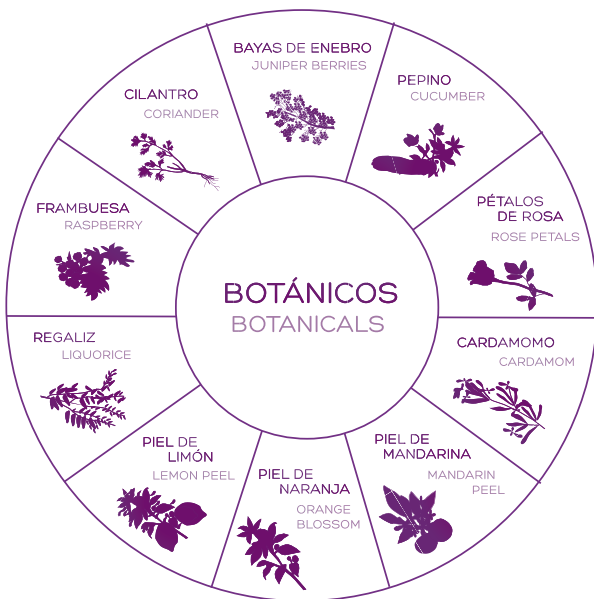 BAYAS DE ENEBRO
JUNIPER BERRIES
PEPINO
CUCUMBER
PÉTALOS
DE ROSA
ROSE PETALS
CARDAMOMO
CARDAMOM
PIEL DE
MANDARINA
MANDARIN
PEEL
PIEL DE
NARANJA
ORANGE
BLOSSOM
PIEL DE
LIMÓN
LEMON PEEL
REGALIZ
LIQUORICE
FRAMBUESA
RASPBERRY
CILANTRO
CORIANDER
BOTÁNICOS
BOTANICALS